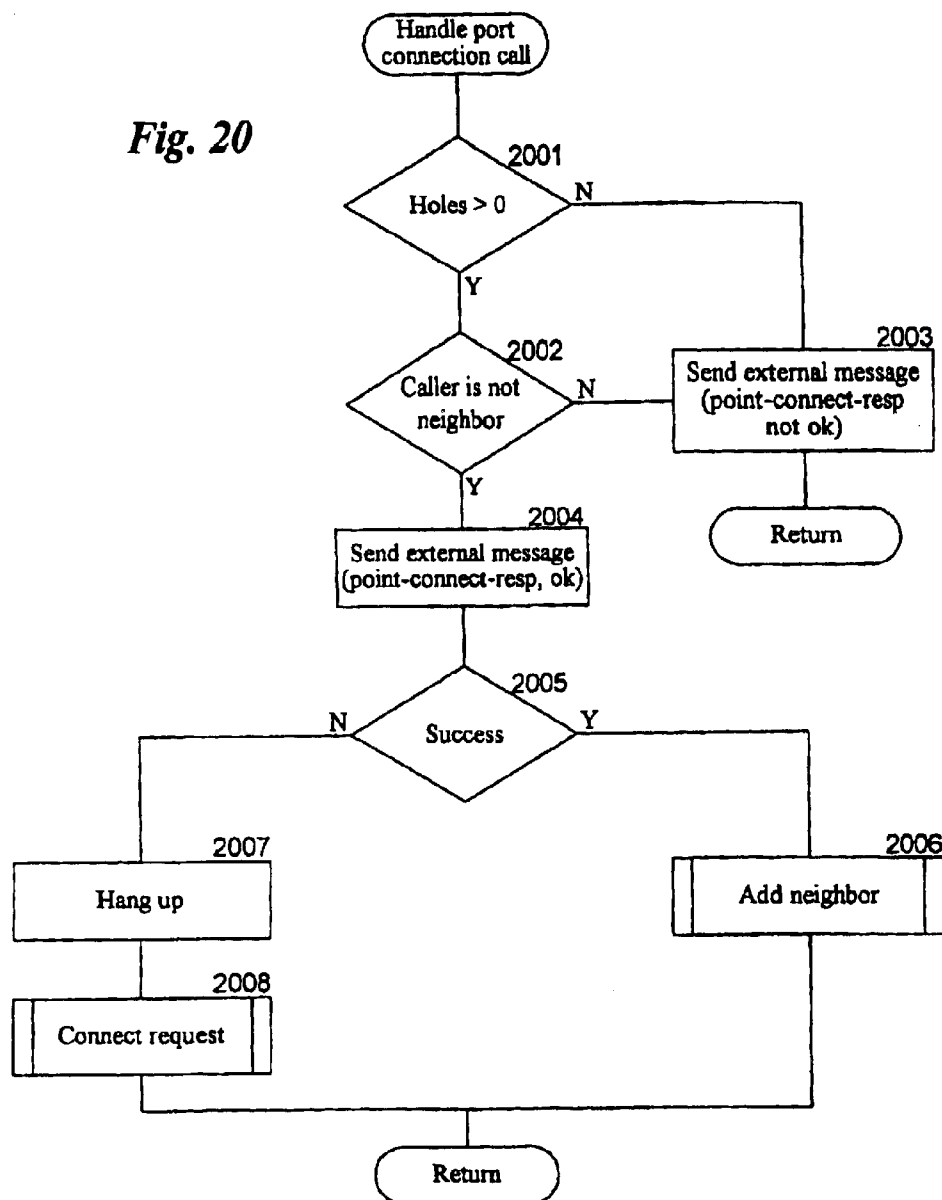 Handle port
connection call
Fig. 20
2001
Holes > 0
N
Y
2002
Caller is not
neighbor
N
Y
2003
Send external message
(point-connect-resp
not ok)
Return
2004
Send external message
(point-connect-resp, ok)
2005
Success
N
Y
2007
Hang up
2006
Add neighbor
2008
Connect request
Return